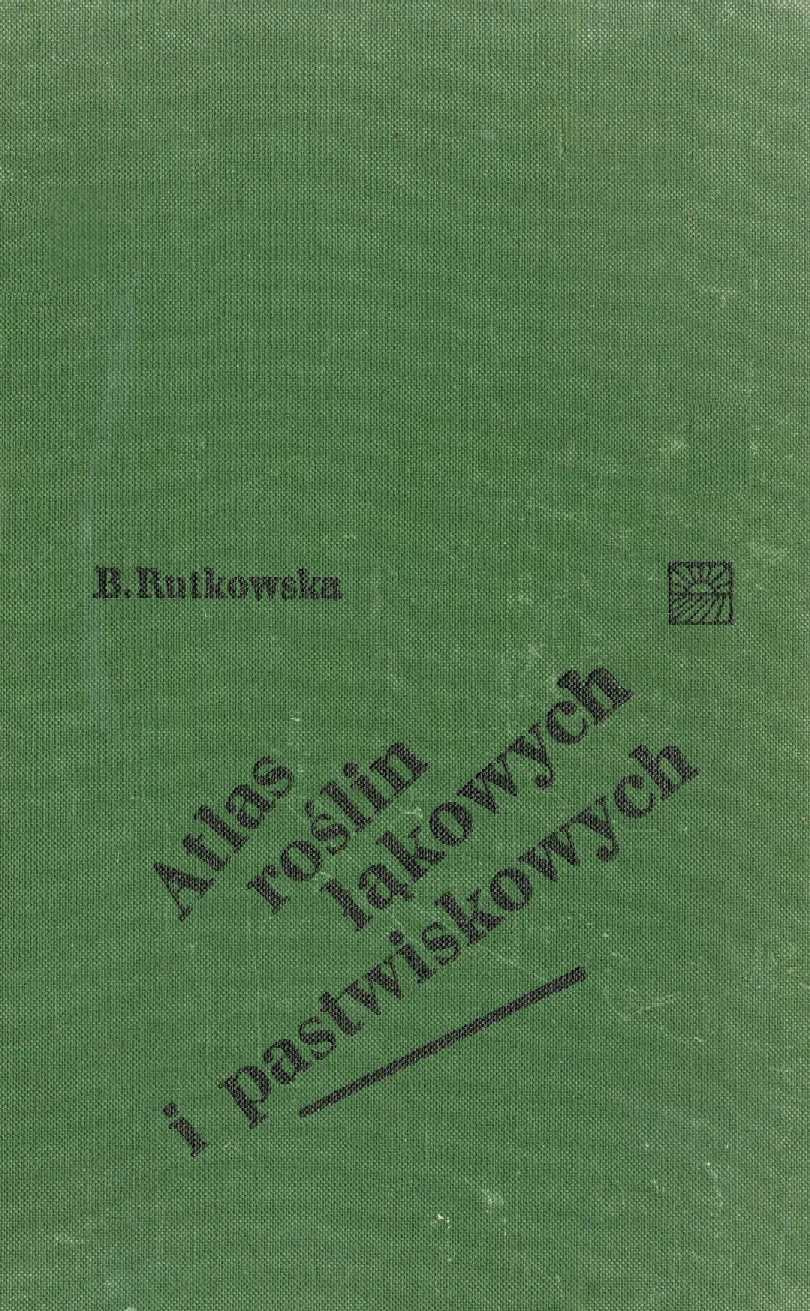 B. Rutkowska
Atlas
roślin
łąkowych
i pastwiskowych